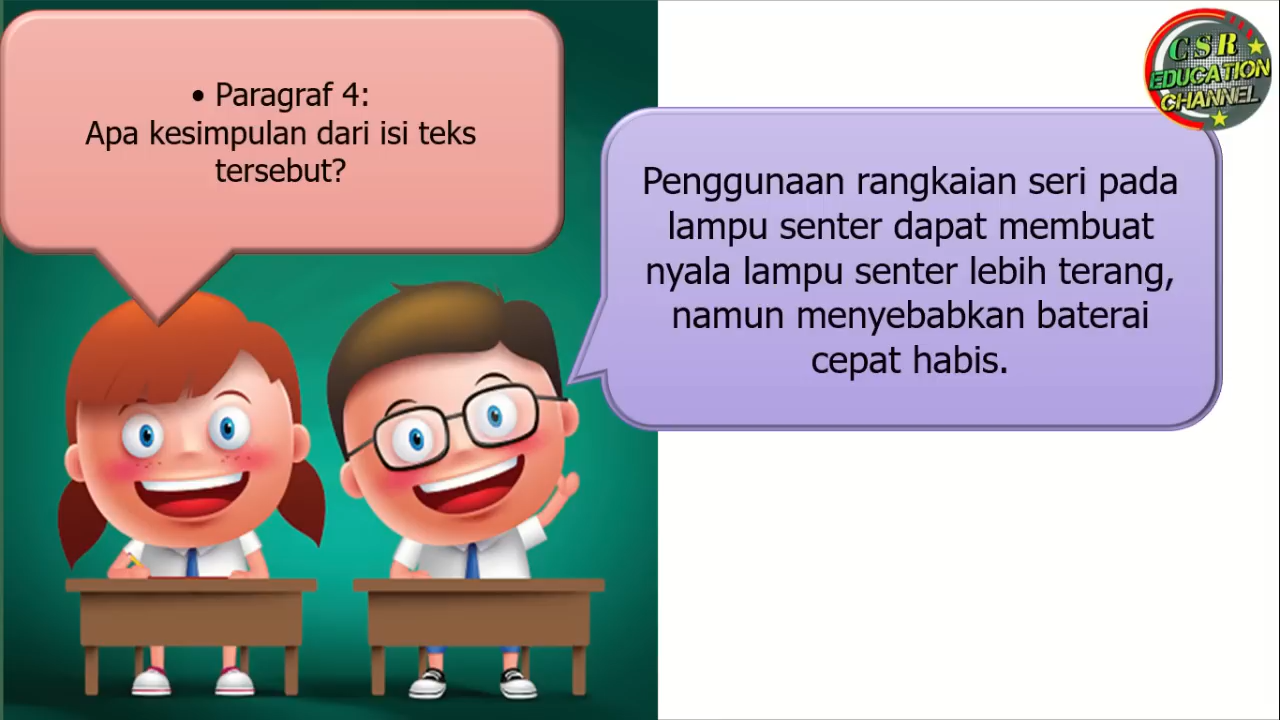 • Paragraf 4:
Apa kesimpulan dari isi teks
tersebut?
CSR
EDUCATION
CHANNEL
Penggunaan rangkaian seri pada
lampu senter dapat membuat
nyala lampu senter lebih terang,
namun menyebabkan baterai
cepat habis.